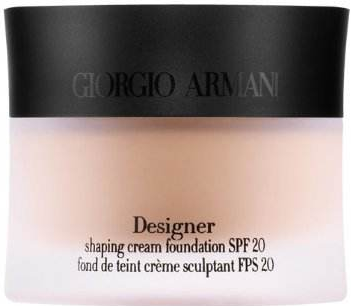 GIORGIO ARMANI
Designer
shaping cream foundation SPF 20
fond de teint crème sculptant FPS 20